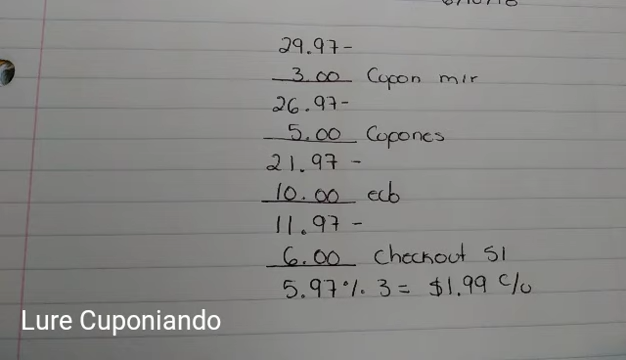 29.97-
3.00 Cupon mir
26.97-
5.00 Cupones
21.97 -
10.00 ecb
11.97 -
6.00 Checkout 51
5.97 % 3 = $1.99 c/u
Lure Cuponiando